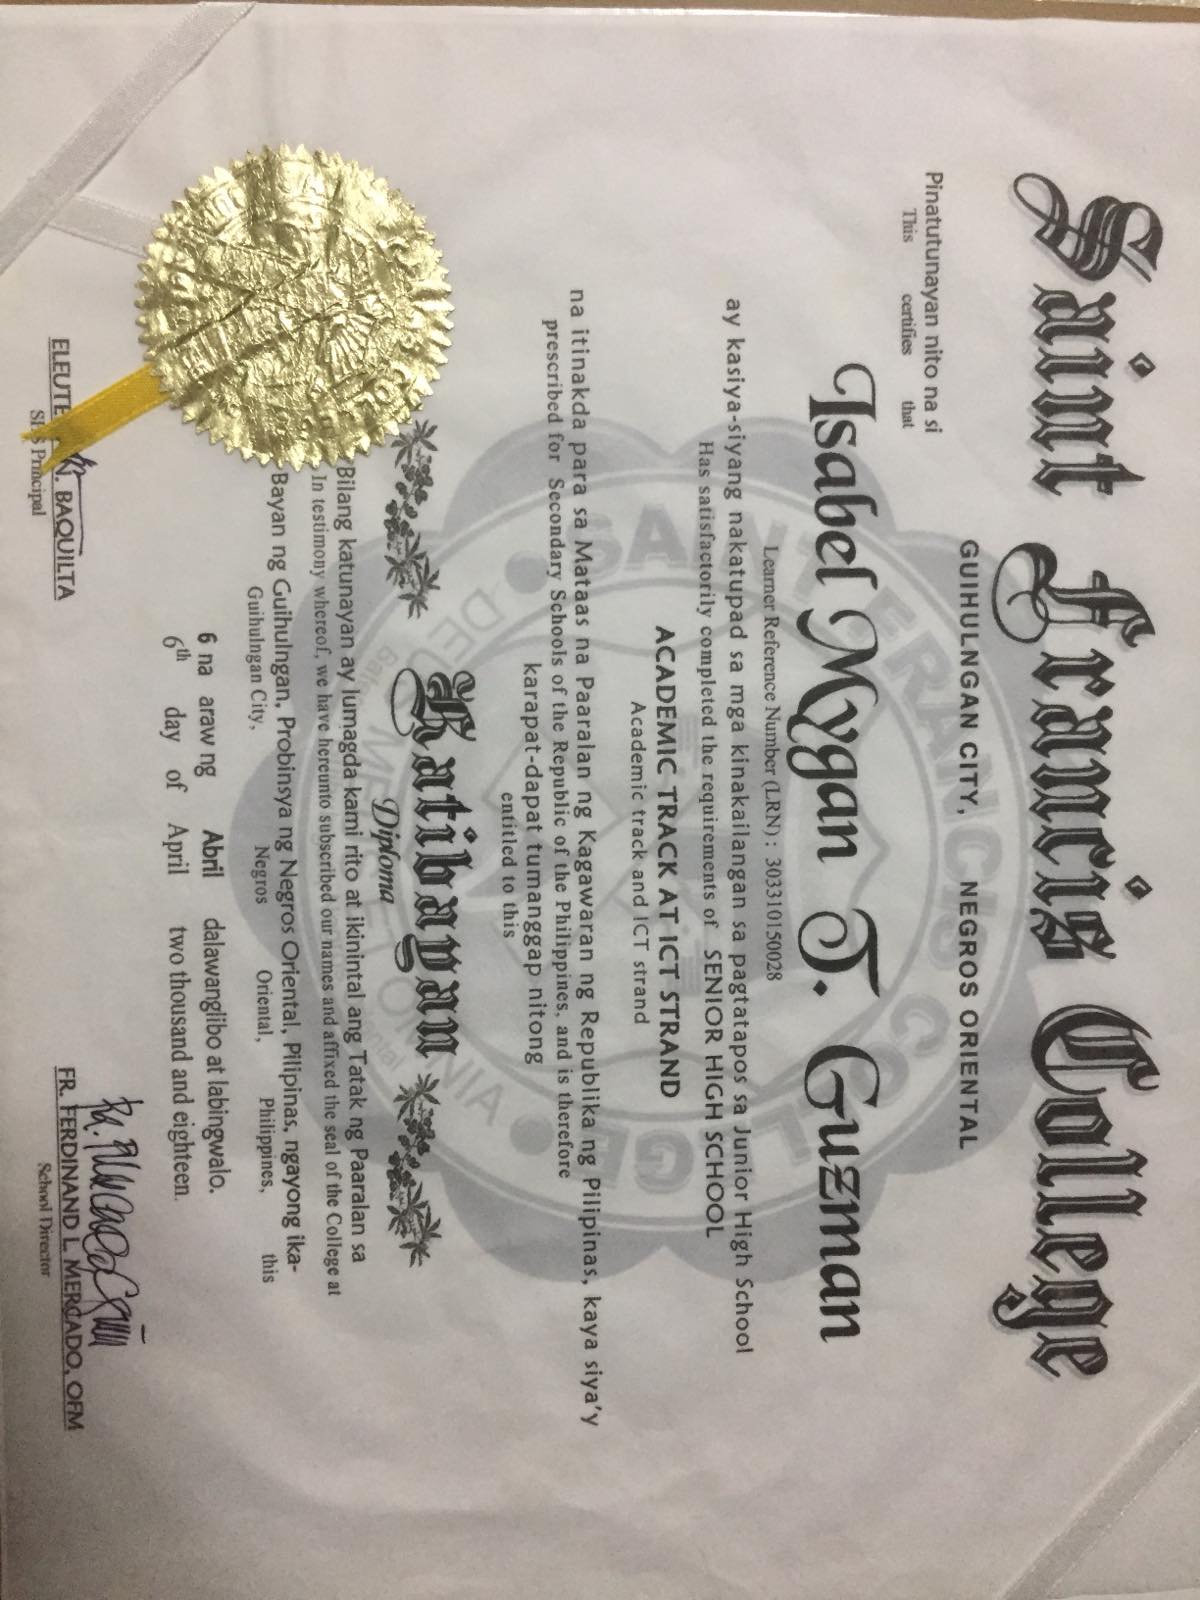 Saint Francis College
GUIHULNGAN CITY, NEGROS ORIENTAL
Pinatutunayan nito na si
This certifies that
Isabel Mygan T. Guzman
Learner Reference Number (LRN) : 303310150028
ay kasiya-siyang nakatupad sa mga kinakailangan sa pagtatapos sa Junior High School
Has satisfactorily completed the requirements of SENIOR HIGH SCHOOL
ACADEMIC TRACK AT ICT STRAND
Academic track and ICT strand
na itinakda para sa Mataas na Paaralan ng Kagawaran ng Republika ng Pilipinas, kaya siya'y
prescribed for Secondary Schools of the Republic of the Philippines, and is therefore
karapat-dapat tumanggap nitong
entitled to this
Katibayan
Diploma
Bilang katunayan ay lumagda kami rito at ikinintal ang Tatak ng Paaralan sa
In testimony whereof, we have hereunto subscribed our names and affixed the seal of the College at
Bayan ng Guihulngan, Probinsya ng Negros Oriental, Pilipinas, ngayong ika-
Guihulngan City, Negros Oriental, Philippines, this
6 na araw ng Abril dalawanglibo at labingwalo.
6th day of April two thousand and eighteen.
N. BAQUILTA
SHS Principal
FR. FERDINAND L. MERCADO, OFM
School Director
SAINT FRANCIS COLLEGE